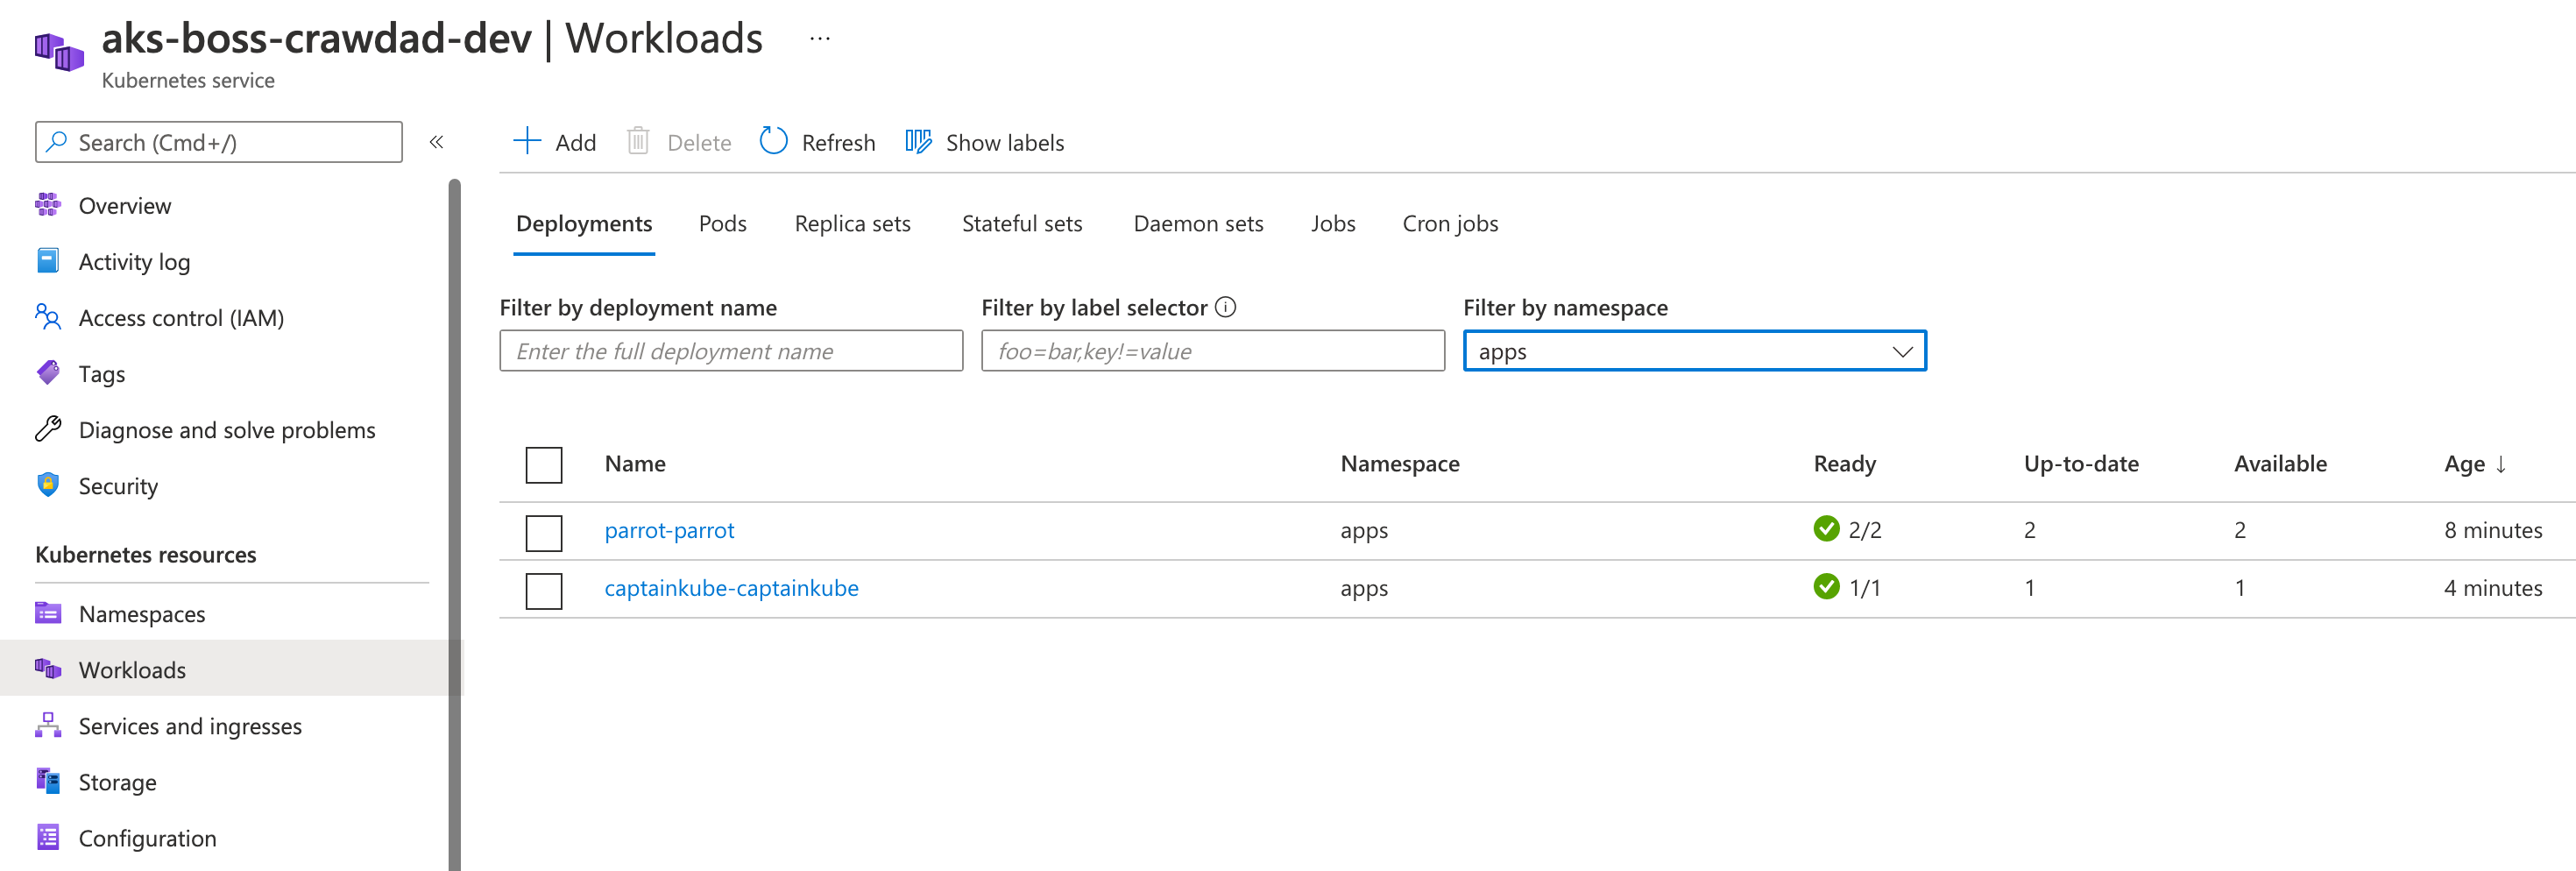 aks-boss-crawdad-dev | Workloads ...
Kubernetes service
Search (Cmd+/) «
Overview
Activity log
Access control (IAM)
Tags
Diagnose and solve problems
Security
Kubernetes resources
Namespaces
Workloads
Services and ingresses
Storage
Configuration
+ Add Delete Refresh Show labels
Deployments Pods Replica sets Stateful sets Daemon sets Jobs Cron jobs
Filter by deployment name Filter by label selector Filter by namespace
Enter the full deployment name foo=bar,key!=value apps
Name Namespace Ready Up-to-date Available Age ↓
parrot-parrot apps 2/2 2 2 8 minutes
captainkube-captainkube apps 1/1 1 1 4 minutes